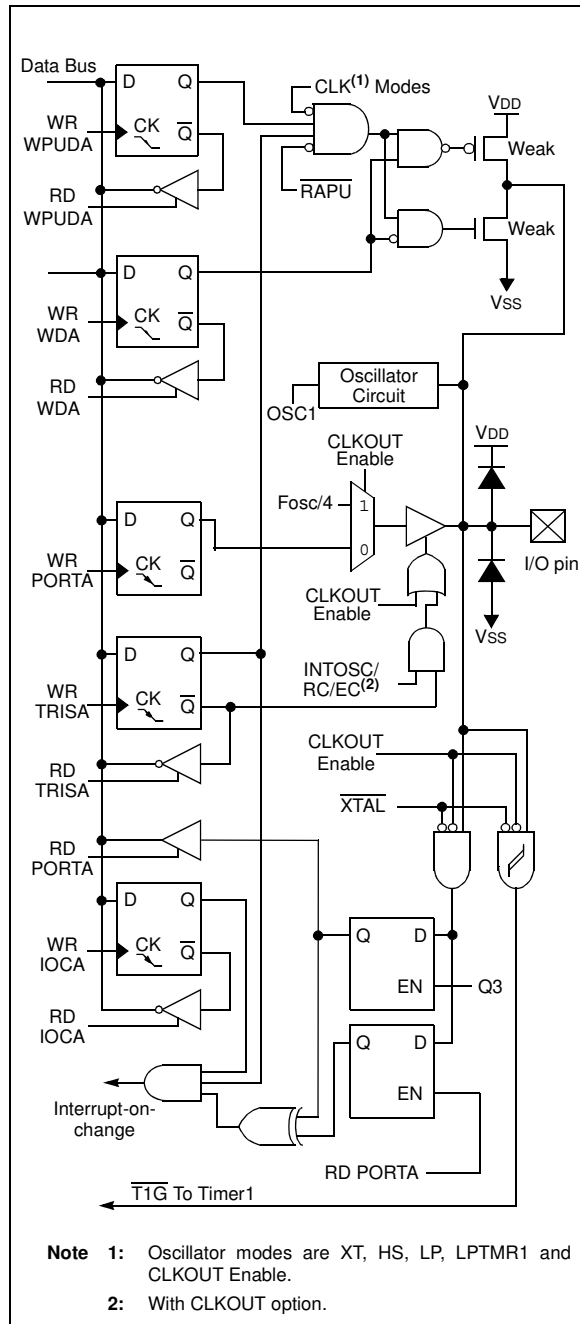 Data Bus
D Q
WR
WPUDA
CK Q
RD
WPUDA
CLK(1) Modes
RAPU
VDD
Weak
Weak
VSS
D Q
WR
WDA
CK Q
RD
WDA
Oscillator
Circuit
OSC1
CLKOUT
Enable
VDD
Fosc/4
1
0
D Q
WR
PORTA
CK Q
I/O pin
CLKOUT
Enable
VSS
D Q
WR
TRISA
CK Q
INTOSC/
RC/EC(2)
RD
TRISA
CLKOUT
Enable
XTAL
RD
PORTA
D Q
WR
IOCA
CK Q
RD
IOCA
Q D
EN
Q3
Q D
EN
Interrupt-on-
change
RD PORTA
T1G To Timer1
Note 1: Oscillator modes are XT, HS, LP, LPTMR1 and
CLKOUT Enable.
2: With CLKOUT option.